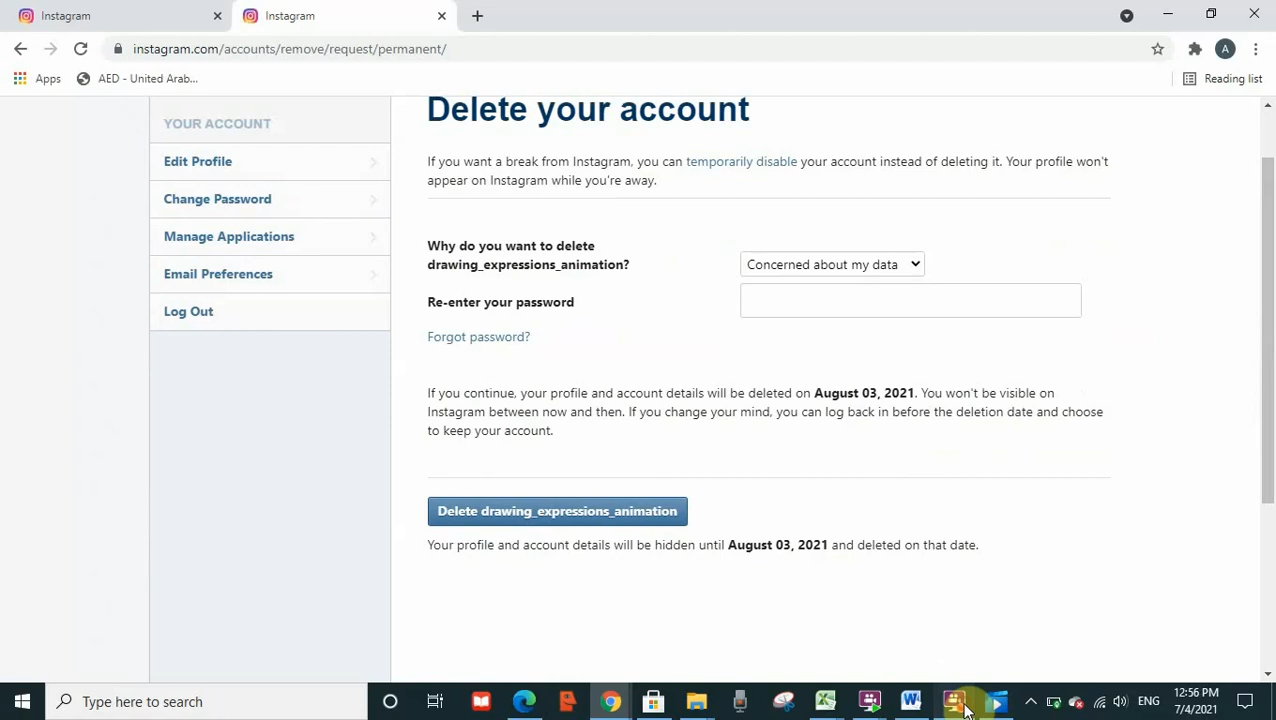 Instagram
Instagram
instagram.com/accounts/remove/request/permanent/
A
Apps
AED - United Arab...
Reading list
Delete your account
YOUR ACCOUNT
Edit Profile
Change Password
Manage Applications
Email Preferences
Log Out
If you want a break from Instagram, you can temporarily disable your account instead of deleting it. Your profile won't
appear on Instagram while you're away.
Why do you want to delete
drawing_expressions_animation?
Concerned about my data
Re-enter your password
Forgot password?
If you continue, your profile and account details will be deleted on August 03, 2021. You won't be visible on
Instagram between now and then. If you change your mind, you can log back in before the deletion date and choose
to keep your account.
Delete drawing_expressions_animation
Your profile and account details will be hidden until August 03, 2021 and deleted on that date.
Type here to search
ENG
12:56 PM
7/4/2021